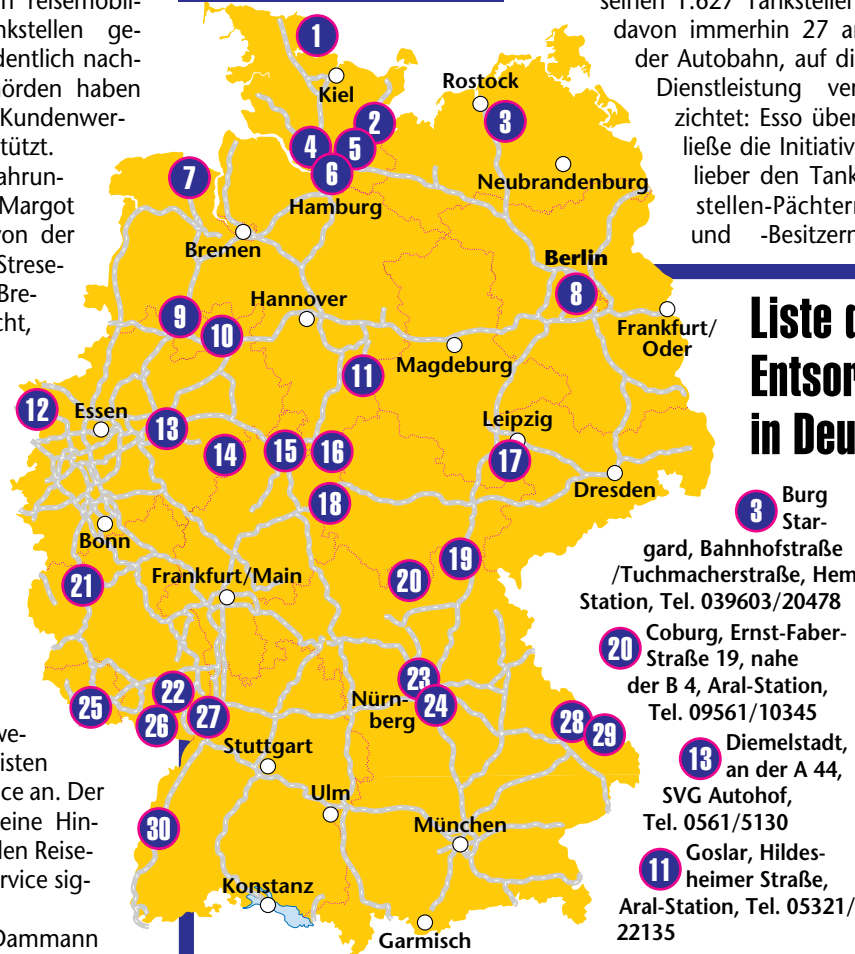 n reisemobil-
nkstellen ge-
dentlich nach-
örden haben
Kundenwer-
tützt.
ahrun-
Margot
von der
Strese-
Bre-
cht,
we-
isten
ice an. Der
eine Hin-
den Reise-
ervice sig-
Dammann
seinen 1.627 Tankstellen
davon immerhin 27 an
der Autobahn, auf di
Dienstleistung ver
zichtet: Esso über
ließe die Initiativ
lieber den Tank
stellen-Pächtern
und -Besitzern
1
Kiel
Rostock
2
3
4
5
6
Neubrandenburg
7
Hamburg
Bremen
Berlin
8
Hannover
9
10
Frankfurt/
Oder
Magdeburg
11
12
Essen
13
14
15
16
Leipzig
17
Dresden
18
Bonn
19
20
21
Frankfurt/Main
22
23
24
Nürn-
berg
25
26
27
28
29
Stuttgart
Ulm
30
München
Konstanz
Garmisch
Liste d
Entsor
in Deu
3 Burg
Star-
gard, Bahnhofstraße
/Tuchmacherstraße, Hem
Station, Tel. 039603/20478
20 Coburg, Ernst-Faber-
Straße 19, nahe
der B 4, Aral-Station,
Tel. 09561/10345
13 Diemelstadt,
an der A 44,
SVG Autohof,
Tel. 0561/5130
11 Goslar, Hildes-
heimer Straße,
Aral-Station, Tel. 05321/
22135